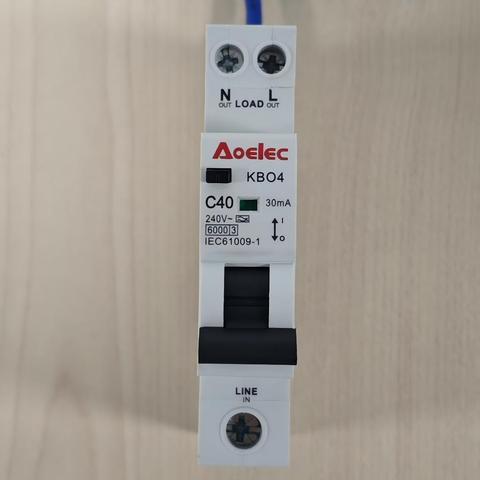 N L
OUT LOAD OUT
Aoelec
KBO4
C40 30mA
240V~
6000 3
IEC61009-1
I
O
LINE
IN